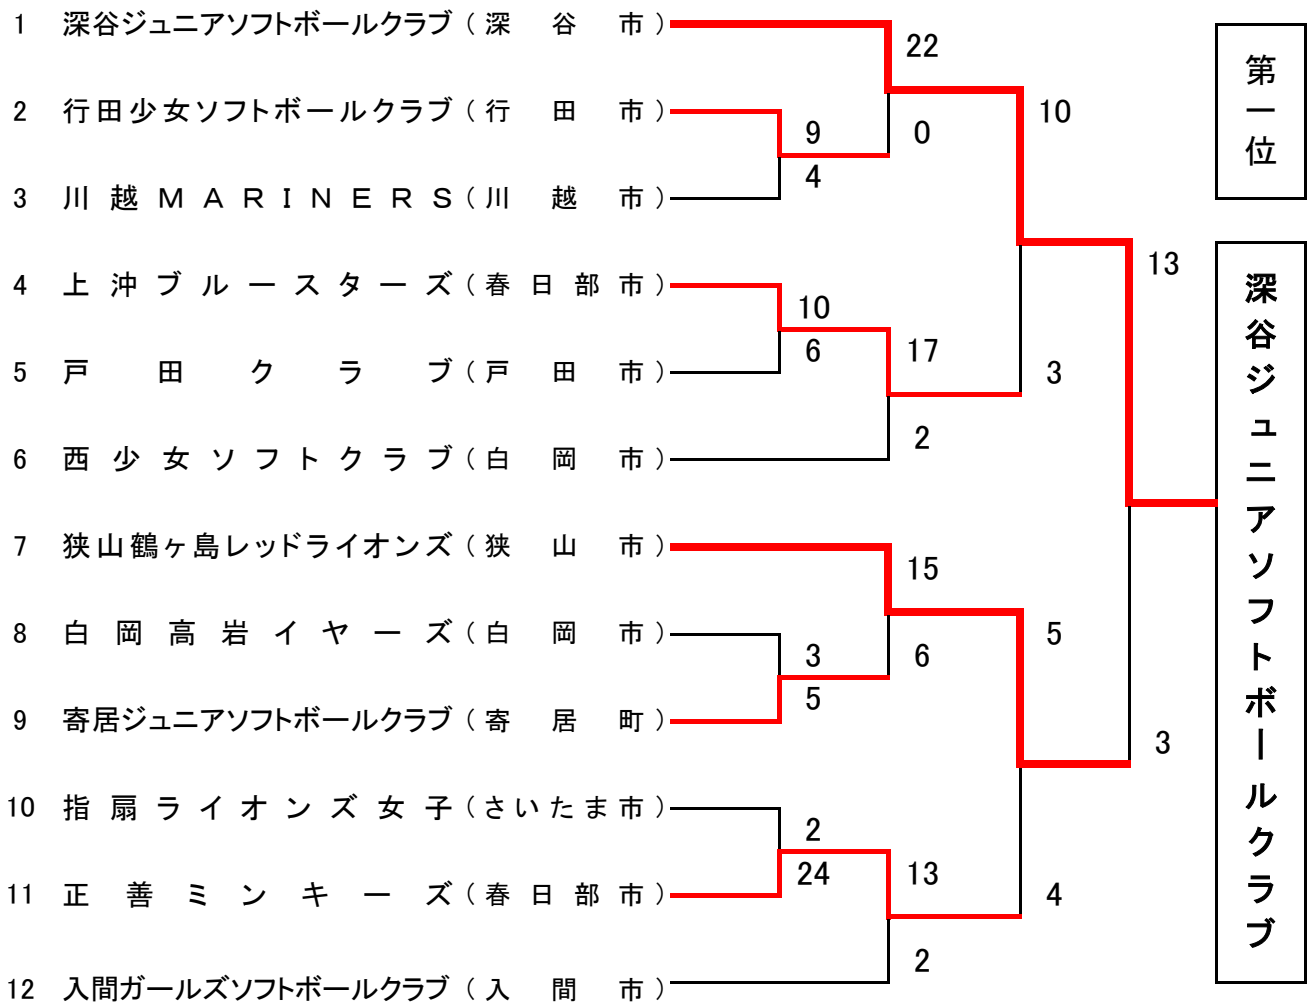 1 深谷ジュニアソフトボールクラブ（深谷市）
2 行田少女ソフトボールクラブ（行田市）
3 川越ＭＡＲＩＮＥＲＳ（川越市）
4 上沖ブルースターズ（春日部市）
5 戸田クラブ（戸田市）
6 西少女ソフトクラブ（白岡市）
7 狭山鶴ヶ島レッドライオンズ（狭山市）
8 白岡高岩イヤーズ（白岡市）
9 寄居ジュニアソフトボールクラブ（寄居町）
10 指扇ライオンズ女子（さいたま市）
11 正善ミンキーズ（春日部市）
12 入間ガールズソフトボールクラブ（入間市）
9
4
10
6
3
5
2
24
22
0
17
2
15
6
13
2
10
3
5
4
13
3
第一位
深谷ジュニアソフトボールクラブ